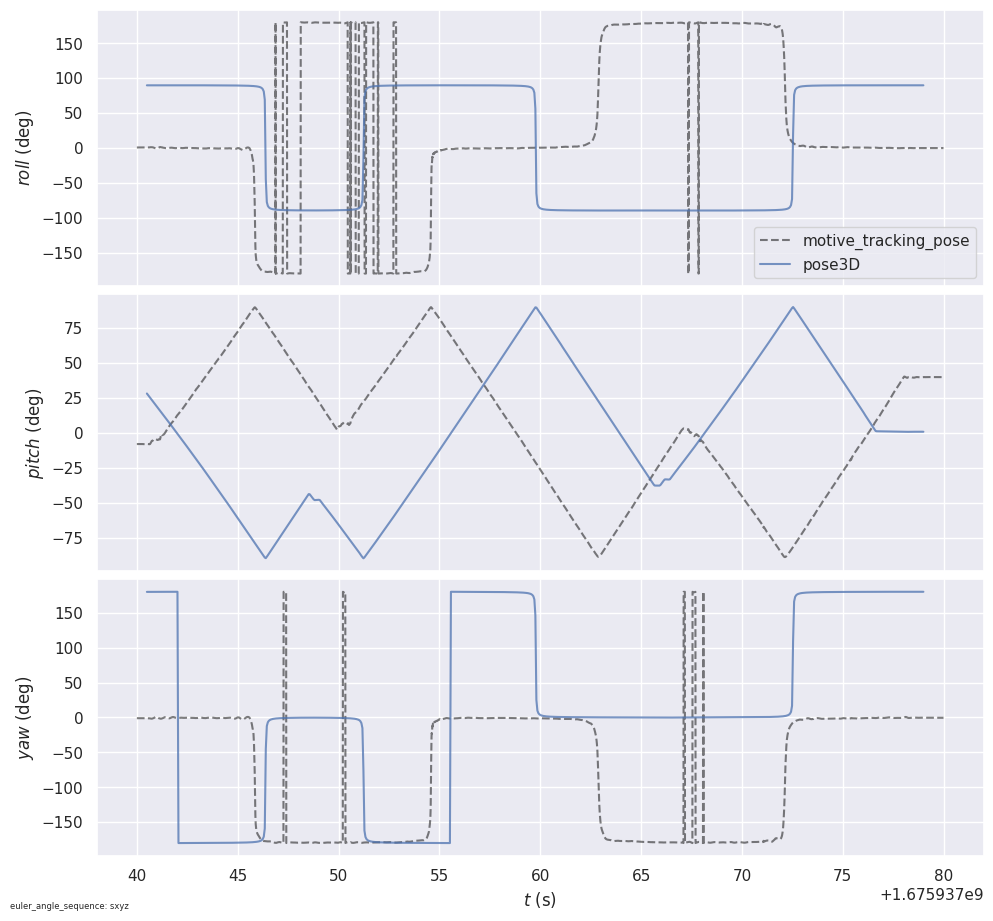 150
100
50
0
−50
−100
−150
roll (deg)
motive_tracking_pose
pose3D
75
50
25
0
−25
−50
−75
pitch (deg)
150
100
50
0
−50
−100
−150
yaw (deg)
40 45 50 55 60 65 70 75 80
+1.675937e9
t (s)
euler_angle_sequence: sxyz